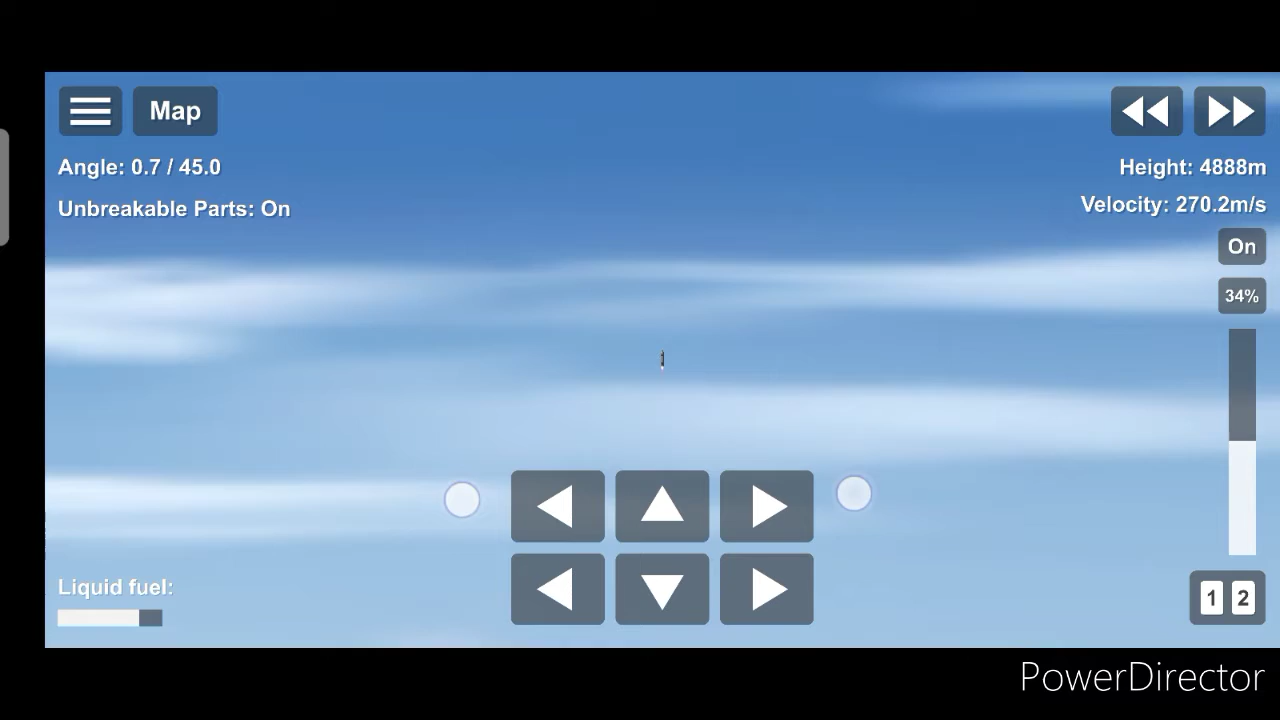 Map
Angle: 0.7 / 45.0
Height: 4888m
Unbreakable Parts: On
Velocity: 270.2m/s
On
34%
Liquid fuel:
1 2
PowerDirector